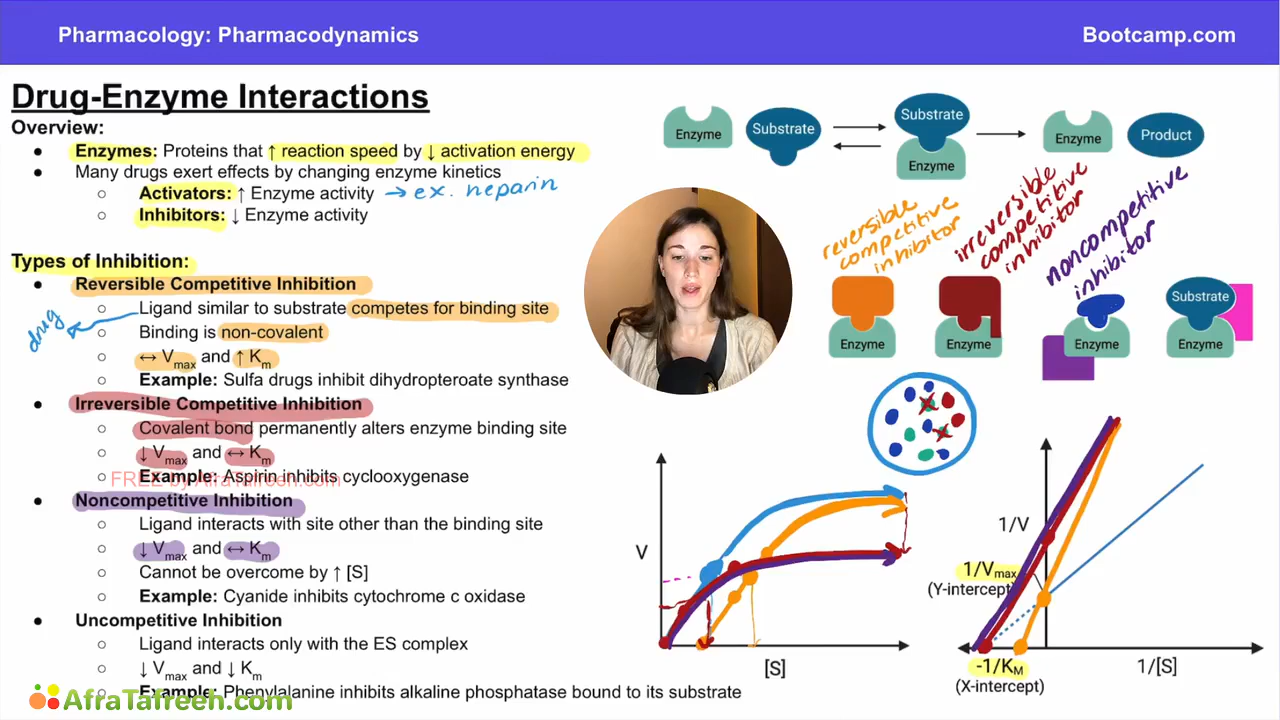 Pharmacology: Pharmacodynamics
Bootcamp.com
Drug-Enzyme Interactions
Overview:
● Enzymes: Proteins that ↑ reaction speed by ↓ activation energy
● Many drugs exert effects by changing enzyme kinetics
○ Activators: ↑ Enzyme activity → ex. heparin
○ Inhibitors: ↓ Enzyme activity
Types of Inhibition:
● Reversible Competitive Inhibition
○ Ligand similar to substrate competes for binding site
drug
○ Binding is non-covalent
○ ↔ Vmax and ↑ Km
○ Example: Sulfa drugs inhibit dihydropteroate synthase
● Irreversible Competitive Inhibition
○ Covalent bond permanently alters enzyme binding site
○ ↓ Vmax and ↔ Km
○ Example: Aspirin inhibits cyclooxygenase
FREE by AfraTafreeh.com
● Noncompetitive Inhibition
○ Ligand interacts with site other than the binding site
○ ↓ Vmax and ↔ Km
○ Cannot be overcome by ↑ [S]
○ Example: Cyanide inhibits cytochrome c oxidase
● Uncompetitive Inhibition
○ Ligand interacts only with the ES complex
○ ↓ Vmax and ↓ Km
○ Example: Phenylalanine inhibits alkaline phosphatase bound to its substrate
AfraTafreeh.com
Enzyme
Substrate
Substrate
Enzyme
Enzyme
Product
reversible
competitive
inhibitor
irreversible
competitive
inhibitor
noncompetitive
inhibitor
Enzyme
Enzyme
Enzyme
Substrate
Enzyme
V
[S]
1/V
1/Vmax
(Y-intercept)
-1/KM
(X-intercept)
1/[S]